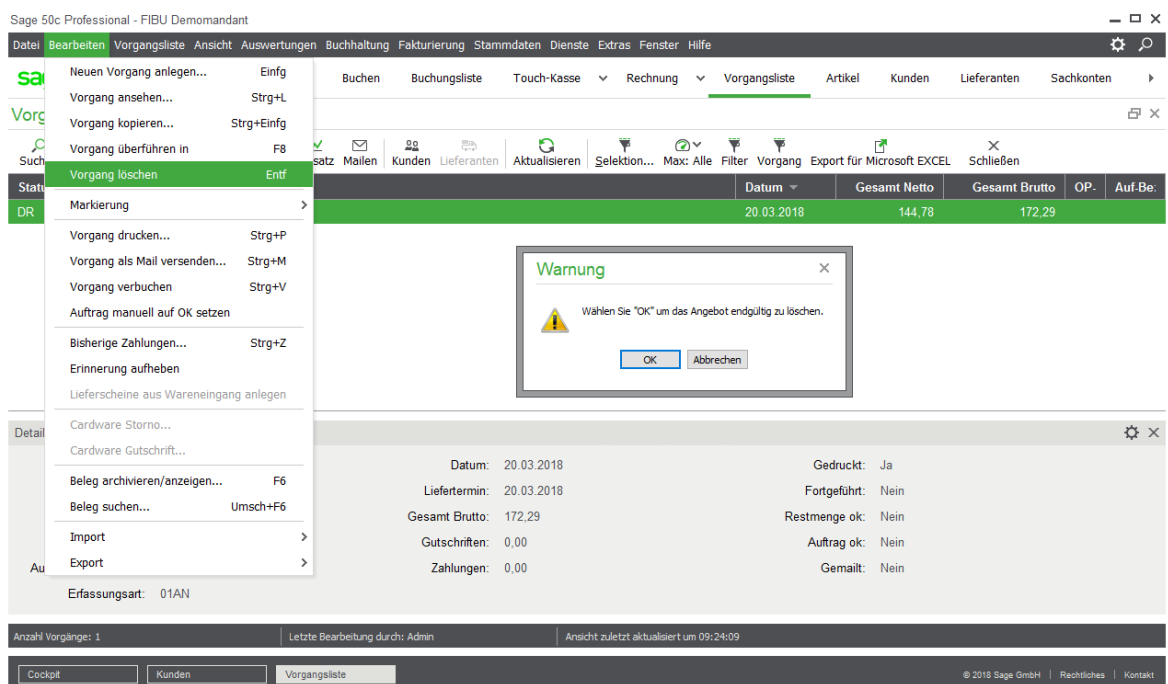 Sage 50c Professional - FIBU Demomandant
Datei Bearbeiten Vorgangsliste Ansicht Auswertungen Buchhaltung Fakturierung Stammdaten Dienste Extras Fenster Hilfe
Buchen Buchungsliste Touch-Kasse Rechnung Vorgangsliste Artikel Kunden Lieferanten Sachkonten
Mailen Kunden Lieferanten Aktualisieren Selektion... Max: Alle Filter Vorgang Export für Microsoft EXCEL Schließen
Neuen Vorgang anlegen... Einfg
Vorgang ansehen... Strg+L
Vorgang kopieren... Strg+Einfg
Vorgang überführen in F8
Vorgang löschen Entf
Markierung
Vorgang drucken... Strg+P
Vorgang als Mail versenden... Strg+M
Vorgang verbuchen Strg+V
Auftrag manuell auf OK setzen
Bisherige Zahlungen... Strg+Z
Erinnerung aufheben
Lieferscheine aus Wareneingang anlegen
Cardware Storno...
Cardware Gutschrift...
Beleg archivieren/anzeigen... F6
Beleg suchen... Umsch+F6
Import
Export
Datum Gesamt Netto Gesamt Brutto OP- Auf-Be:
DR 20.03.2018 144,78 172,29
Warnung
Wählen Sie "OK" um das Angebot endgültig zu löschen.
OK Abbrechen
Detail
Datum: 20.03.2018 Gedruckt: Ja
Liefertermin: 20.03.2018 Fortgeführt: Nein
Gesamt Brutto: 172,29 Restmenge ok: Nein
Gutschriften: 0,00 Auftrag ok: Nein
Zahlungen: 0,00 Gemailt: Nein
Erfassungsart: 01AN
Anzahl Vorgänge: 1 Letzte Bearbeitung durch: Admin Ansicht zuletzt aktualisiert um 09:24:09
Cockpit Kunden Vorgangsliste © 2018 Sage GmbH | Rechtliches | Kontakt